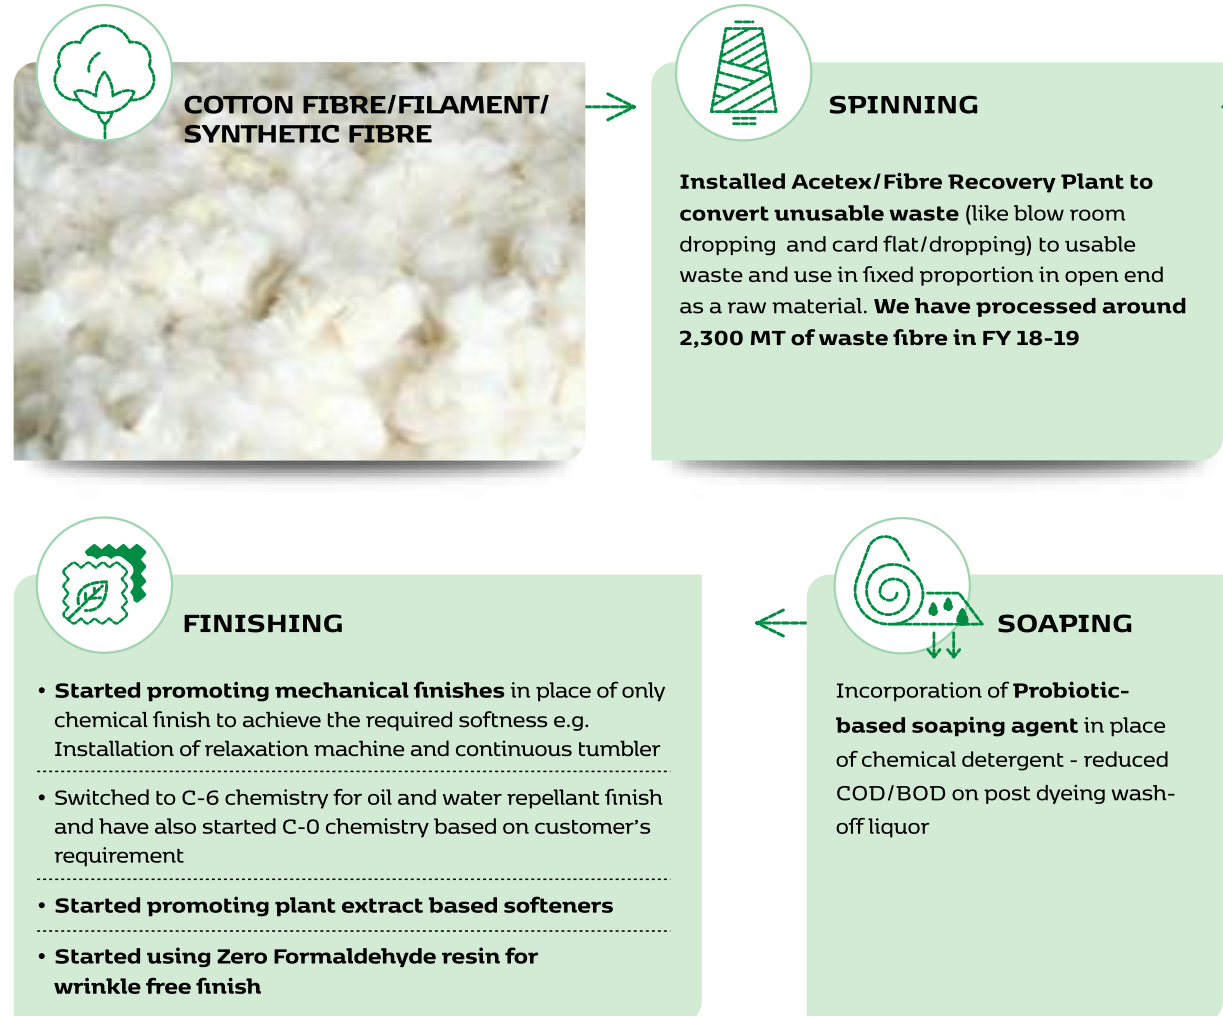 COTTON FIBRE/FILAMENT/
SYNTHETIC FIBRE
SPINNING
Installed Acetex/Fibre Recovery Plant to
convert unusable waste (like blow room
dropping and card flat/dropping) to usable
waste and use in fixed proportion in open end
as a raw material. We have processed around
2,300 MT of waste fibre in FY 18-19
FINISHING
• Started promoting mechanical finishes in place of only
chemical finish to achieve the required softness e.g.
Installation of relaxation machine and continuous tumbler
• Switched to C-6 chemistry for oil and water repellant finish
and have also started C-0 chemistry based on customer's
requirement
• Started promoting plant extract based softeners
• Started using Zero Formaldehyde resin for
wrinkle free finish
SOAPING
Incorporation of Probiotic-
based soaping agent in place
of chemical detergent - reduced
COD/BOD on post dyeing wash-
off liquor